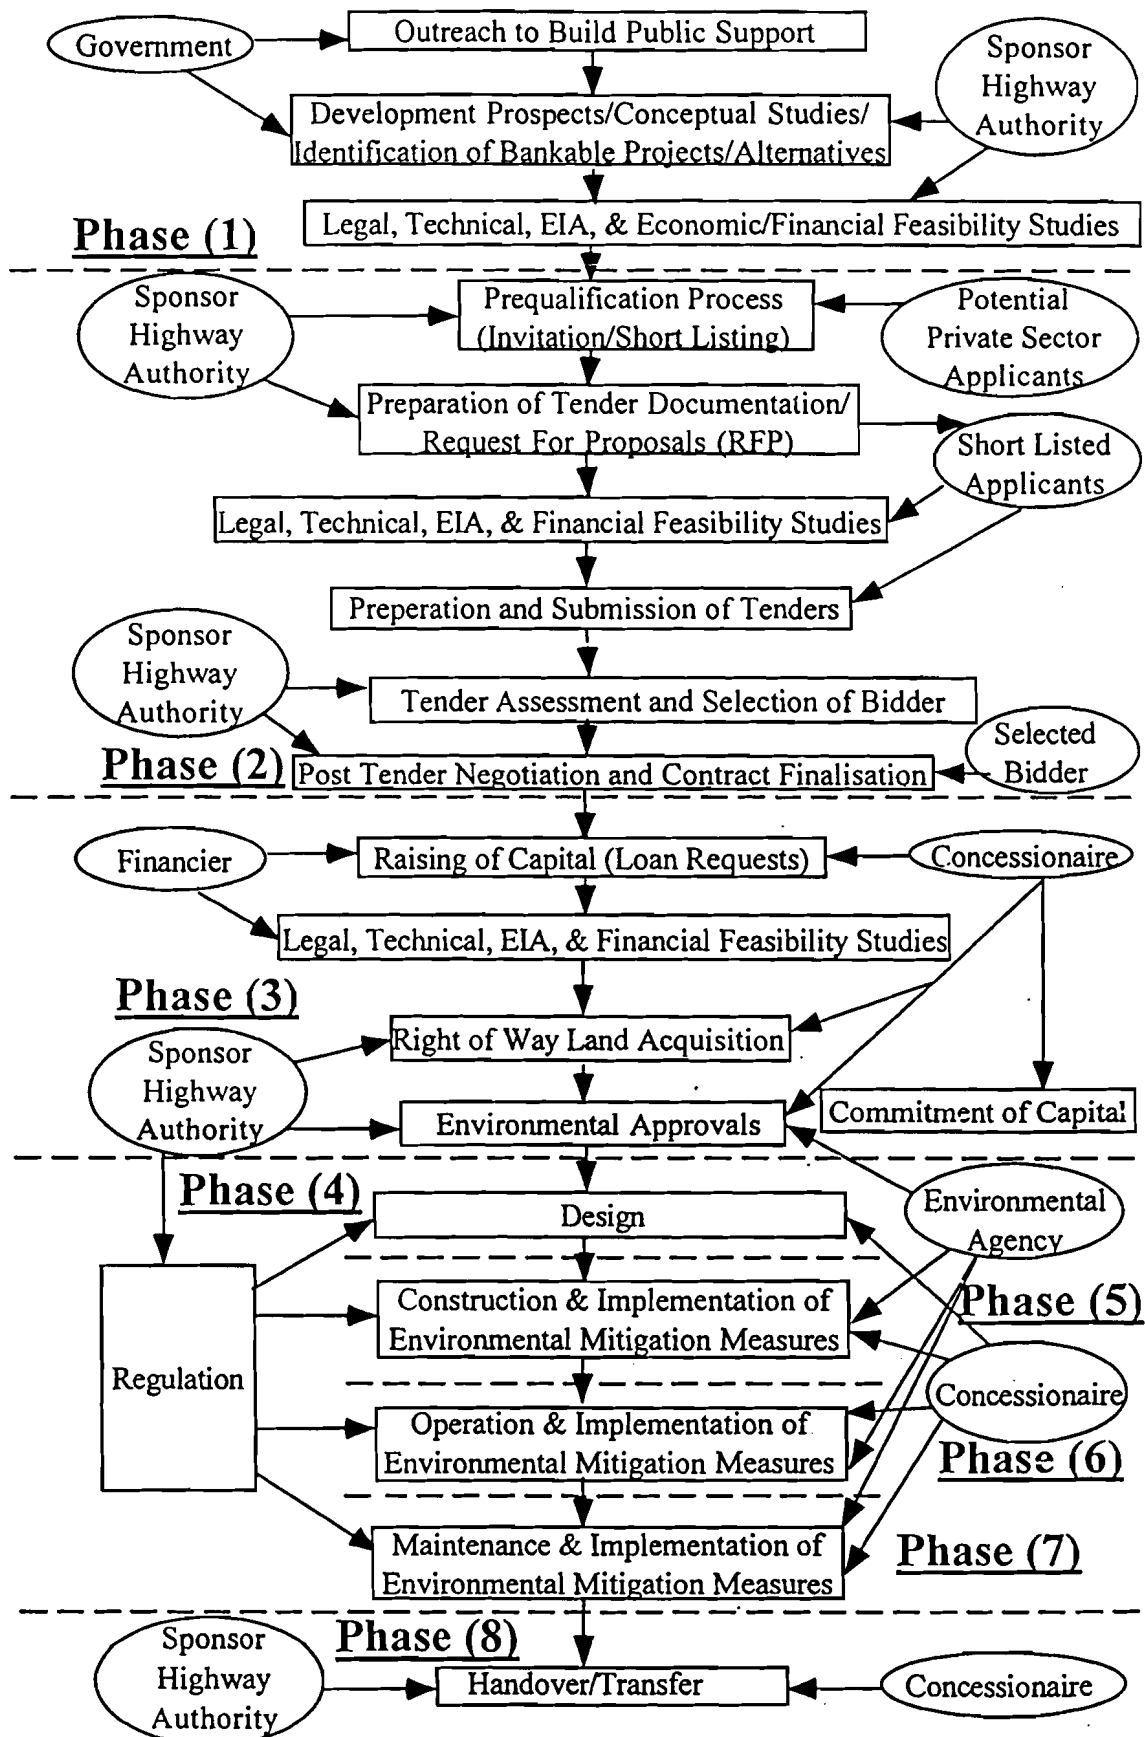 Government
Outreach to Build Public Support
Sponsor
Highway
Authority
Development Prospects/Conceptual Studies/
Identification of Bankable Projects/Alternatives
Legal, Technical, EIA, & Economic/Financial Feasibility Studies
Phase (1)
Sponsor
Highway
Authority
Prequalification Process
(Invitation/Short Listing)
Potential
Private Sector
Applicants
Preparation of Tender Documentation/
Request For Proposals (RFP)
Short Listed
Applicants
Legal, Technical, EIA, & Financial Feasibility Studies
Preperation and Submission of Tenders
Sponsor
Highway
Authority
Tender Assessment and Selection of Bidder
Selected
Bidder
Phase (2)
Post Tender Negotiation and Contract Finalisation
Financier
Raising of Capital (Loan Requests)
Concessionaire
Legal, Technical, EIA, & Financial Feasibility Studies
Phase (3)
Sponsor
Highway
Authority
Right of Way Land Acquisition
Environmental Approvals
Commitment of Capital
Phase (4)
Design
Environmental
Agency
Regulation
Construction & Implementation of
Environmental Mitigation Measures
Phase (5)
Concessionaire
Operation & Implementation of
Environmental Mitigation Measures
Phase (6)
Maintenance & Implementation of
Environmental Mitigation Measures
Phase (7)
Sponsor
Highway
Authority
Phase (8)
Handover/Transfer
Concessionaire